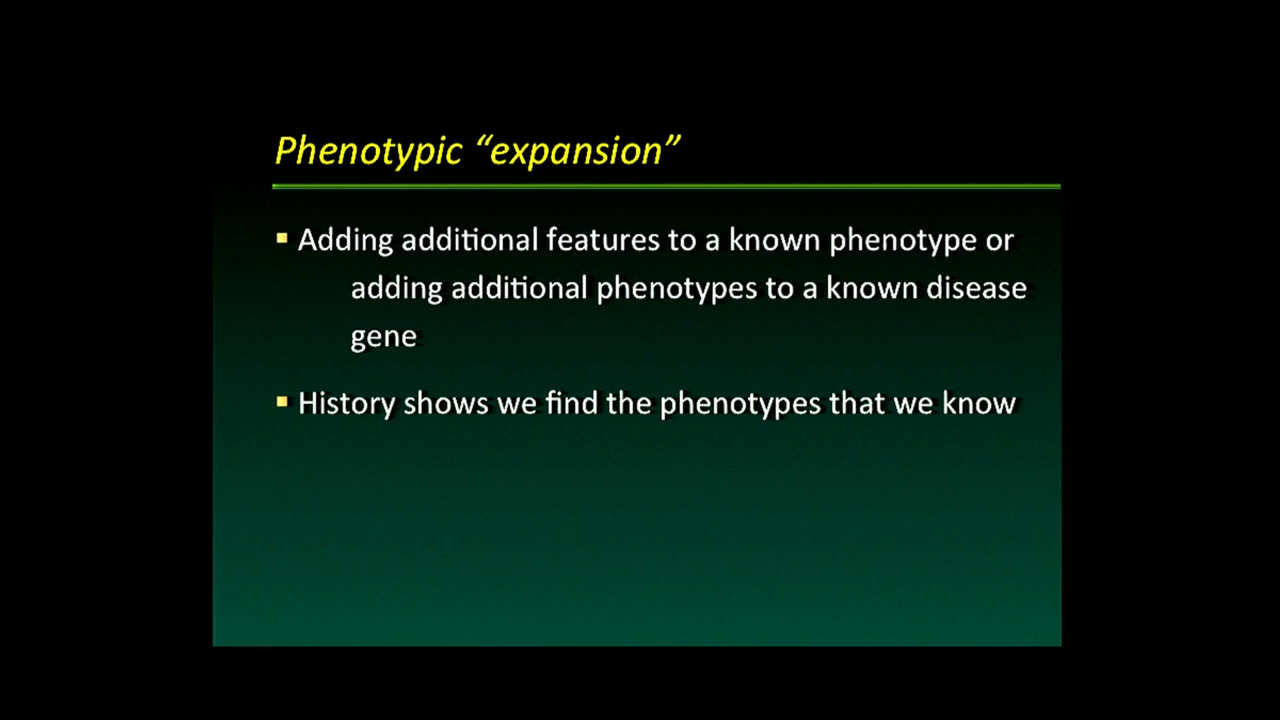 Phenotypic “expansion”
Adding additional features to a known phenotype or
adding additional phenotypes to a known disease
gene
History shows we find the phenotypes that we know